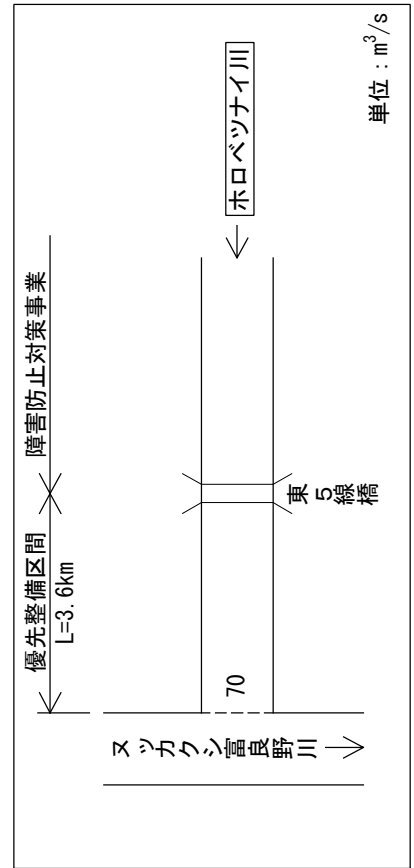 優先整備区間
L=3.6km
障害防止対策事業
ホロベツナイ川
東5線橋
70
ヌッカクシ富良野川
単位：m³/s